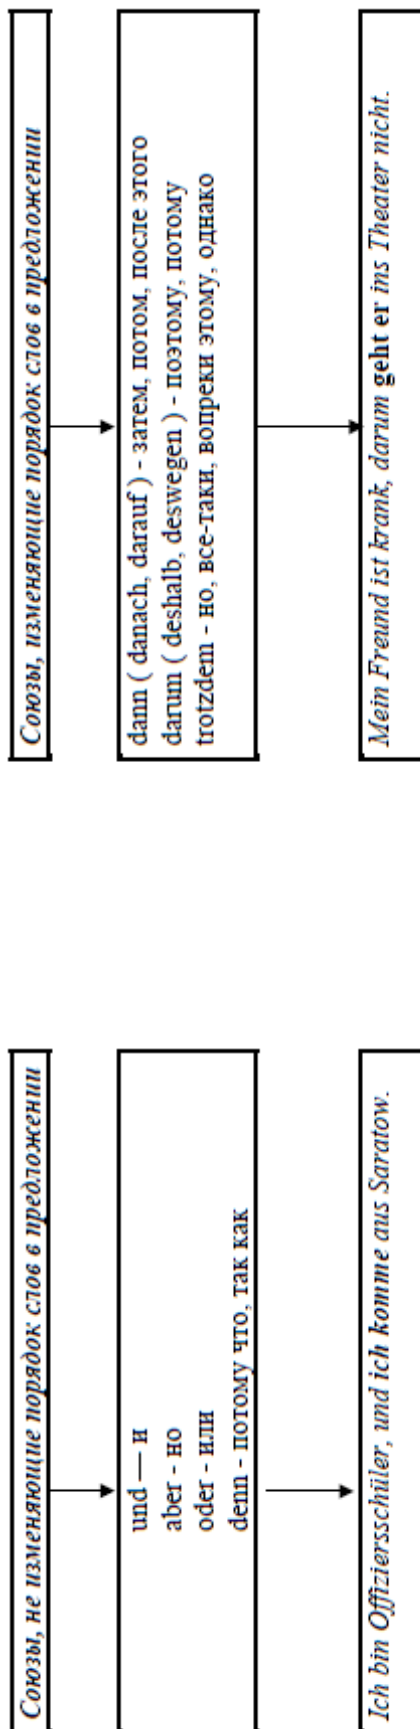 Союзы, не изменяющие порядок слов в предложении
und — и
aber - но
oder - или
denn - потому что, так как
Ich bin Offiziersschüler, und ich komme aus Saratow.
Союзы, изменяющие порядок слов в предложении
dann ( danach, darauf ) - затем, потом, после этого
darum ( deshalb, deswegen ) - поэтому, потому
trotzdem - но, все-таки, вопреки этому, однако
Mein Freund ist krank, darum geht er ins Theater nicht.